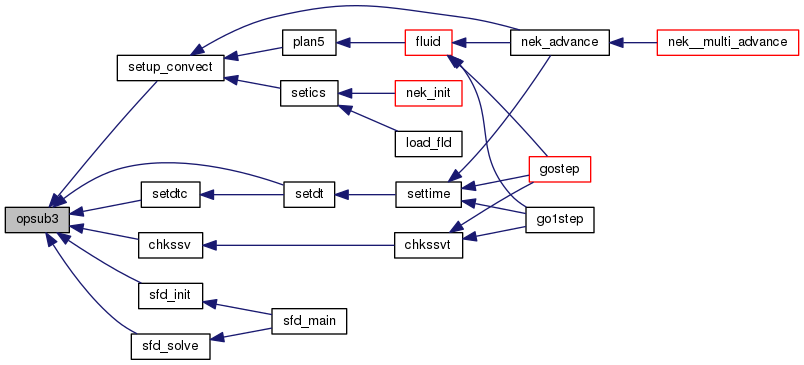 opsub3
setup_convect
plan5
fluid
nek_advance
nek__multi_advance
setics
nek_init
load_fld
gostep
setdtc
setdt
settime
go1step
chkssv
chkssvt
sfd_init
sfd_main
sfd_solve